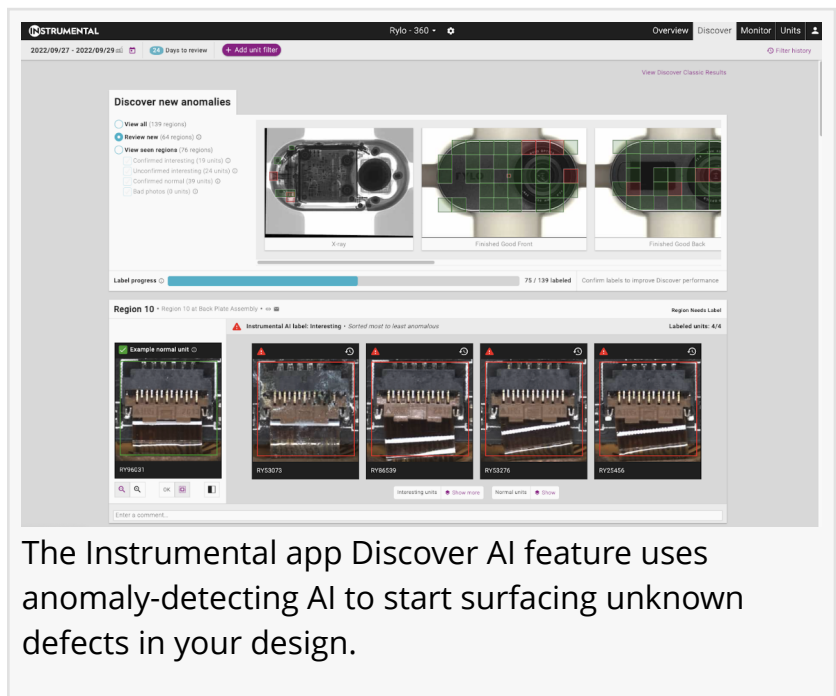 INSTRUMENTAL
Rylo - 360
Overview Discover Monitor Units
2022/09/27 - 2022/09/29
24 Days to review
+ Add unit filter
Filter history
View Discover Classic Results
Discover new anomalies
View all (139 regions)
Review new (64 regions)
View seen regions (76 regions)
Confirmed interesting (19 units)
Unconfirmed interesting (24 units)
Confirmed normal (39 units)
Bad photos (0 units)
X-ray
Finished Good Front
Finished Good Back
Label progress
75 / 139 labeled
Confirm labels to improve Discover performance
Region 10 • Region 10 at Back Plate Assembly •
Region Needs Label
Instrumental AI label: Interesting • Sorted most to least anomalous
Labeled units: 4/4
Example normal unit
RY96031
RY53073
RY86539
RY53276
RY25456
OK
Interesting units Show more
Normal units Show
Enter a comment...
The Instrumental app Discover AI feature uses
anomaly-detecting AI to start surfacing unknown
defects in your design.